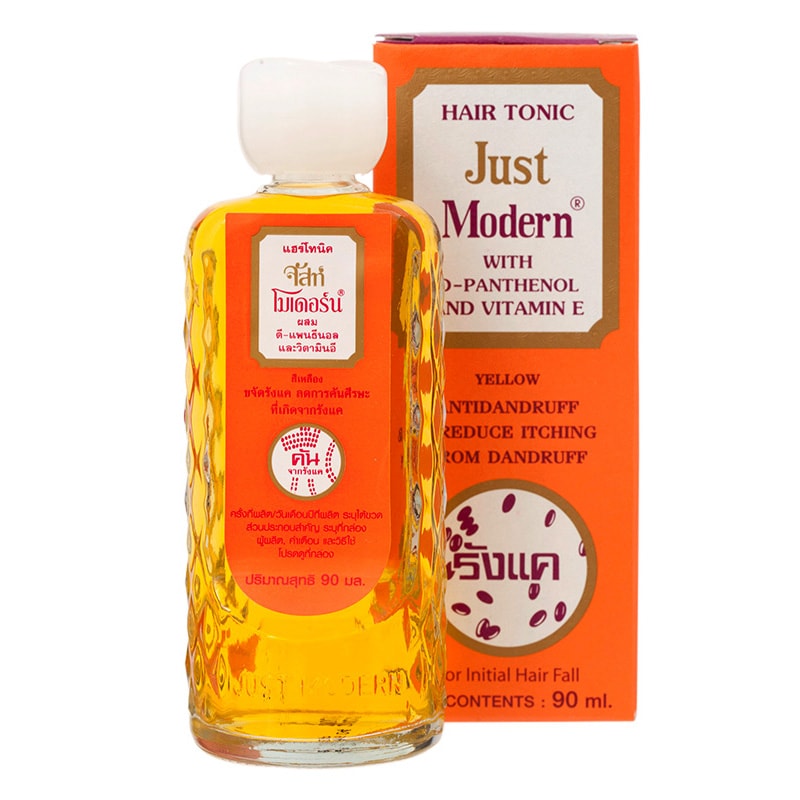 HAIR TONIC
Just
Modern®
WITH
D-PANTHENOL
AND VITAMIN E
YELLOW
ANTIDANDRUFF
REDUCE ITCHING
FROM DANDRUFF
รังแค
or Initial Hair Fall
CONTENTS : 90 ml.
แฮร์โทนิค
จัสท์
โมเดอร์น®
ผสม
ดี-แพนธีนอล
และวิตามินอี
สีเหลือง
ขจัดรังแค ลดการคันศีรษะ
ที่เกิดจากรังแค
คัน
จากรังแค
ครั้งที่ผลิต/วันเดือนปีที่ผลิต ระบุใต้ขวด
ส่วนประกอบสำคัญ ระบุที่กล่อง
ผู้ผลิต, คำเตือน และวิธีใช้
โปรดดูที่กล่อง
ปริมาณสุทธิ 90 มล.
JUST MODERN